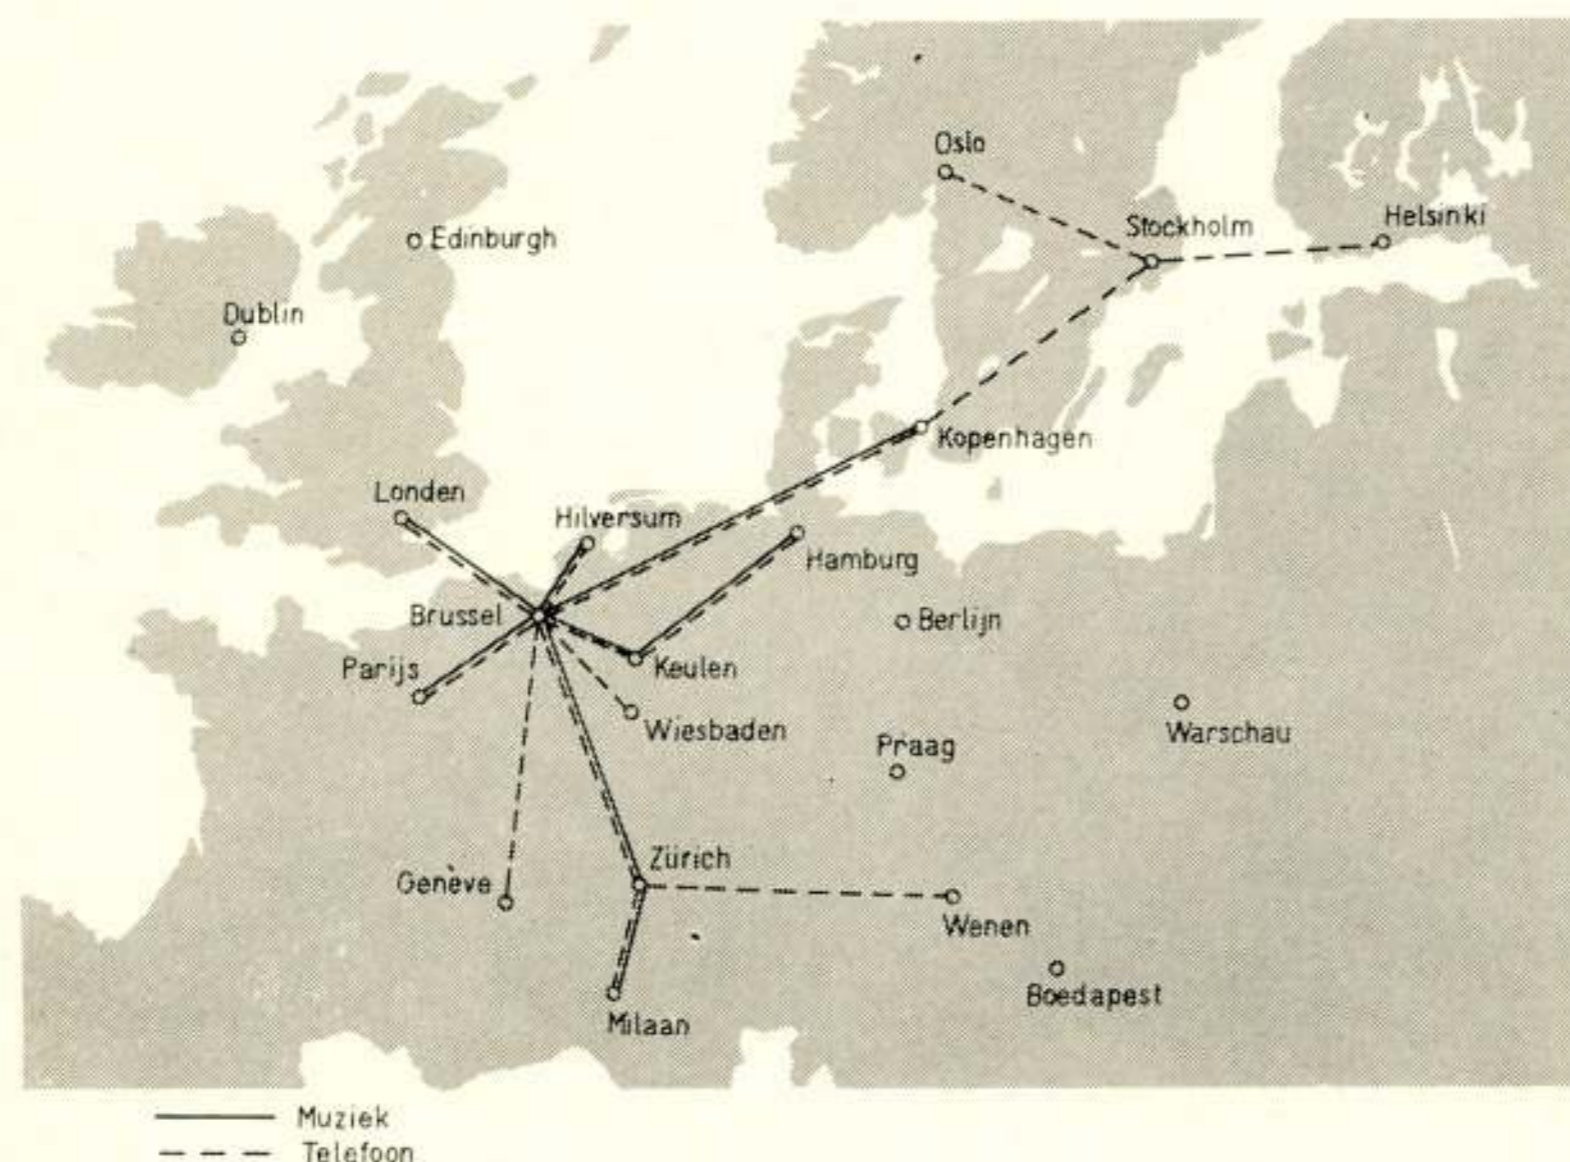 Oslo
Stockholm
Helsinki
Edinburgh
Dublin
Kopenhagen
Londen
Hilversum
Hamburg
Brussel
Berlijn
Parijs
Keulen
Wiesbaden
Warschau
Praag
Zürich
Genève
Wenen
Boedapest
Milaan
Muziek
Telefoon